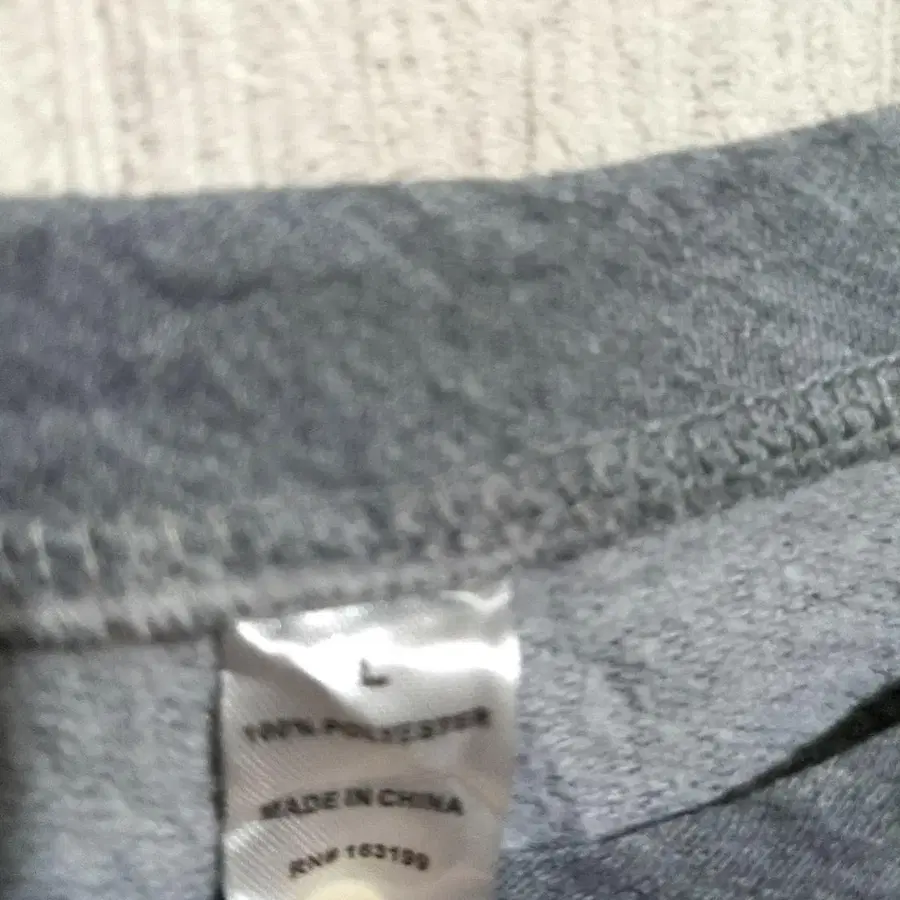 L
100% POLYESTER
MADE IN CHINA
RN# 163199